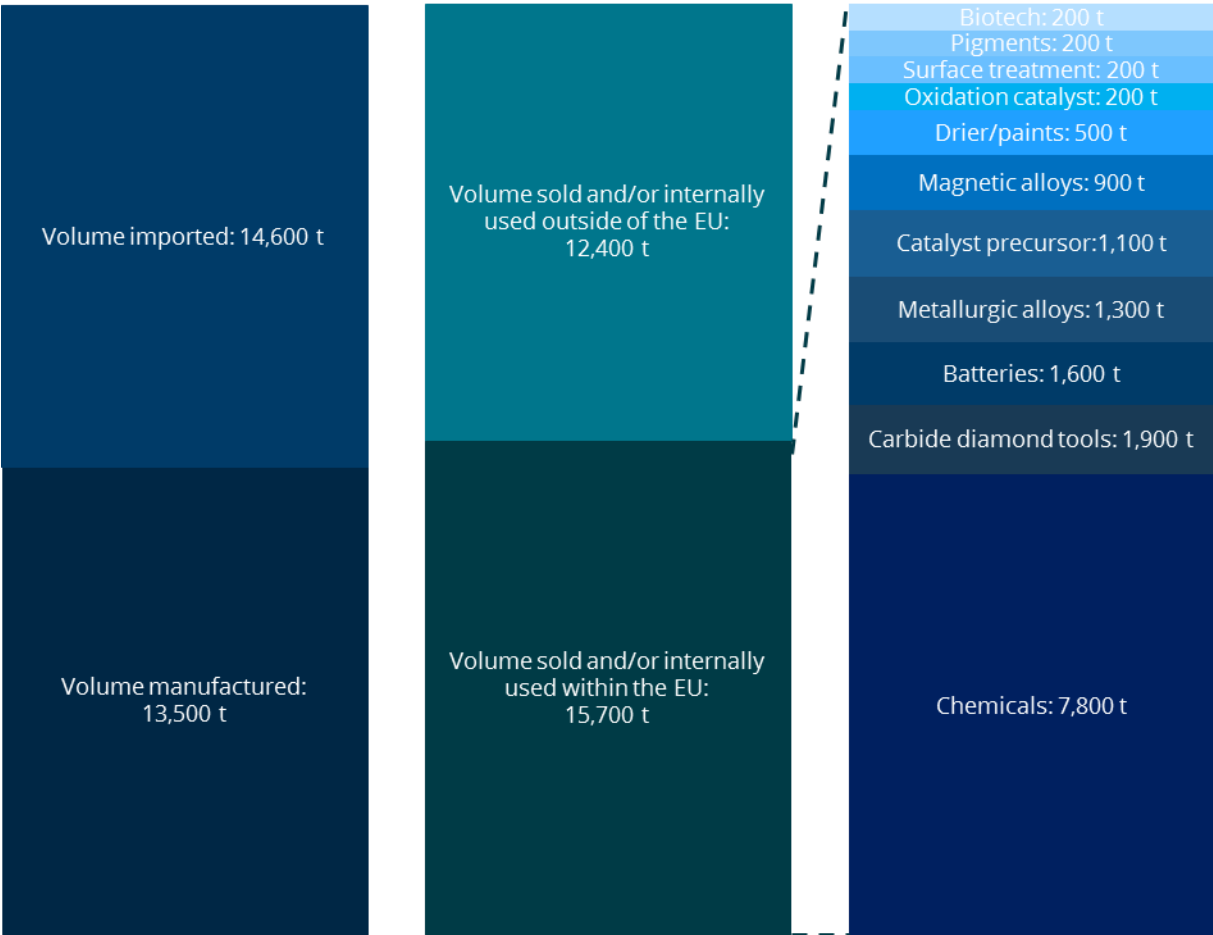 Volume imported: 14,600 t
Volume manufactured:
13,500 t
Volume sold and/or internally
used outside of the EU:
12,400 t
Volume sold and/or internally
used within the EU:
15,700 t
Biotech: 200 t
Pigments: 200 t
Surface treatment: 200 t
Oxidation catalyst: 200 t
Drier/paints: 500 t
Magnetic alloys: 900 t
Catalyst precursor:1,100 t
Metallurgic alloys: 1,300 t
Batteries: 1,600 t
Carbide diamond tools: 1,900 t
Chemicals: 7,800 t